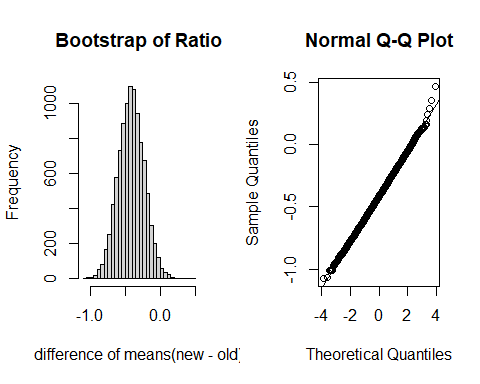 Bootstrap of Ratio
Frequency
0
200
600
1000
-1.0
0.0
difference of means(new - old)
Normal Q-Q Plot
Sample Quantiles
-1.0
-0.5
0.0
0.5
-4
-2
0
2
4
Theoretical Quantiles